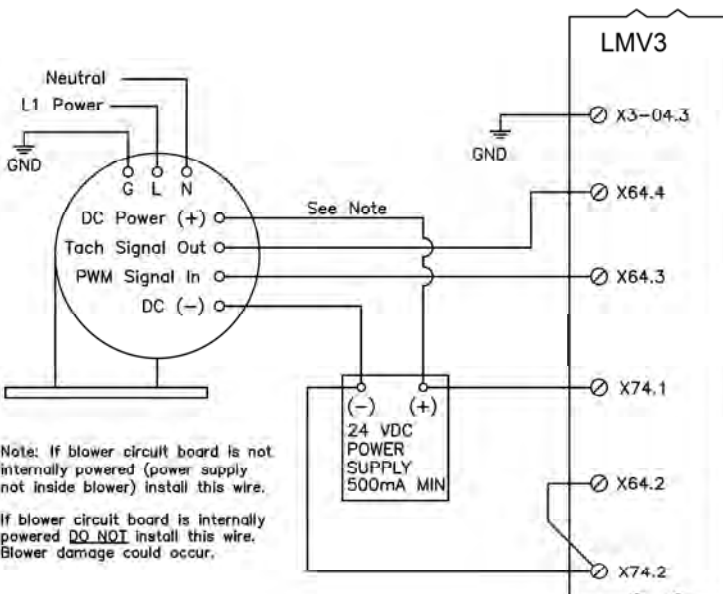 LMV3
Neutral
L1 Power
X3-04.3
GND
GND
G L N
X64.4
DC Power (+)
See Note
Tach Signal Out
PWM Signal In
X64.3
DC (-)
X74.1
(-) (+)
24 VDC
POWER
SUPPLY
500mA MIN
Note: If blower circuit board is not
internally powered (power supply
not inside blower) install this wire.
If blower circuit board is internally
powered DO NOT install this wire.
Blower damage could occur.
X64.2
X74.2